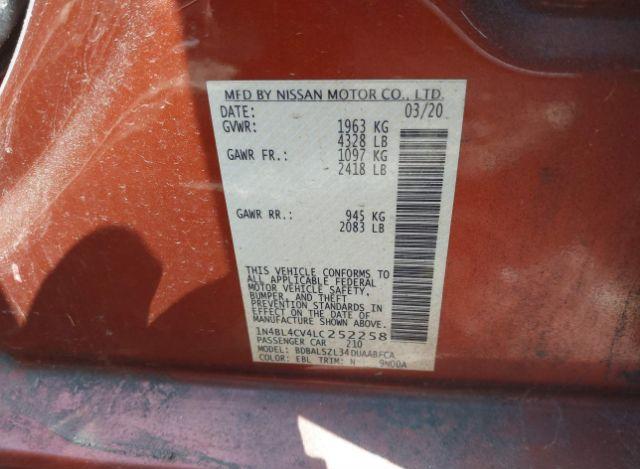 MFD BY NISSAN MOTOR CO., LTD.
DATE: 03/20
GVWR: 1963 KG
4328 LB
GAWR FR.: 1097 KG
2418 LB
GAWR RR.: 945 KG
2083 LB
THIS VEHICLE CONFORMS TO
ALL APPLICABLE FEDERAL
MOTOR VEHICLE SAFETY,
BUMPER, AND THEFT
PREVENTION STANDARDS IN
EFFECT ON THE DATE OF
MANUFACTURE SHOWN ABOVE.
1N4BL4CV4LC252258
PASSENGER CAR 210
MODEL: BDBALSZL34DUAABFCA
COLOR: EBL TRIM: N 9N00A